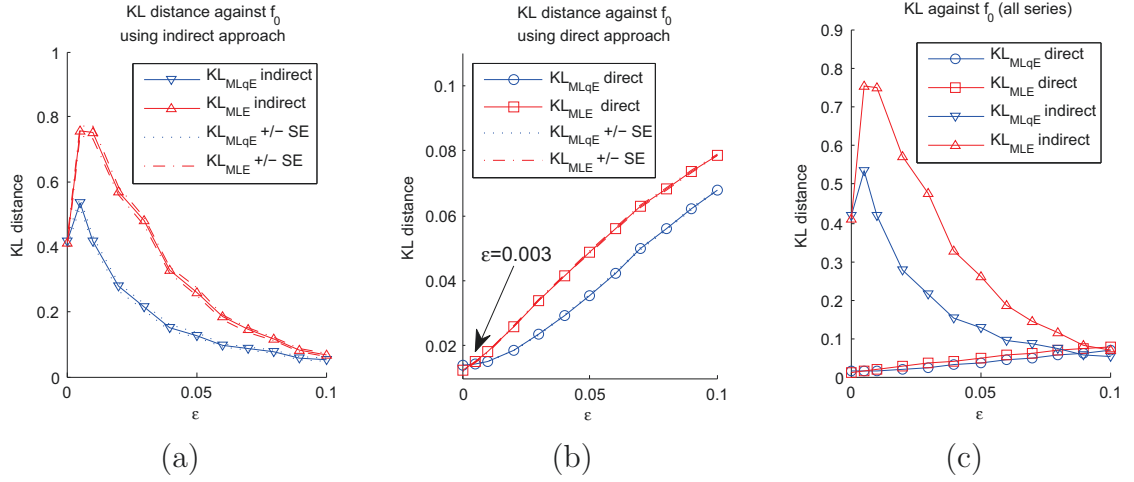 KL distance against f0
using indirect approach
1
0.8
0.6
0.4
0.2
0
KL distance
KLMLqE indirect
KLMLE indirect
KLMLqE +/− SE
KLMLE +/− SE
0
0.05
0.1
ε
(a)
KL distance against f0
using direct approach
0.1
0.08
0.06
0.04
0.02
KL distance
KLMLqE direct
KLMLE direct
KLMLqE +/− SE
KLMLE +/− SE
ε=0.003
0
0.05
0.1
ε
(b)
KL against f0 (all series)
0.9
0.8
0.7
0.6
0.5
0.4
0.3
0.2
0.1
0
KL distance
KLMLqE direct
KLMLE direct
KLMLqE indirect
KLMLE indirect
0
0.05
0.1
ε
(c)